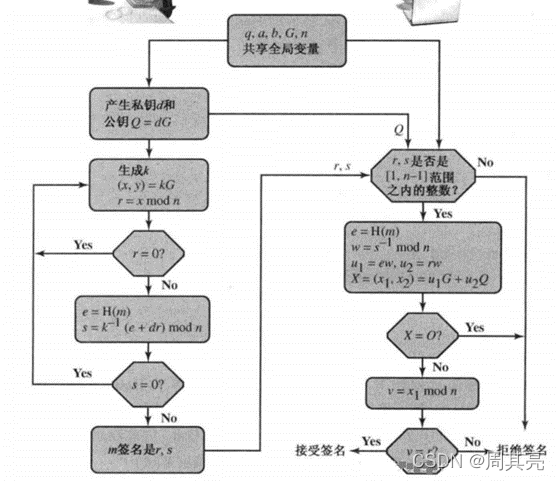 q, a, b, G, n
共享全局变量
产生私钥d和
公钥Q = dG
Q
生成k
(x, y) = kG
r = x mod n
Yes
r = 0?
No
e = H(m)
s = k⁻¹ (e + dr) mod n
Yes
s = 0?
No
m签名是r, s
r, s
r, s是否是
[1, n-1]范围
之内的整数?
No
Yes
e = H(m)
w = s⁻¹ mod n
u₁ = ew, u₂ = rw
X = (x₁, x₂) = u₁G + u₂Q
X = O?
Yes
No
v = x₁ mod n
接受签名
Yes
No
拒绝签名
CSDN @周其亮